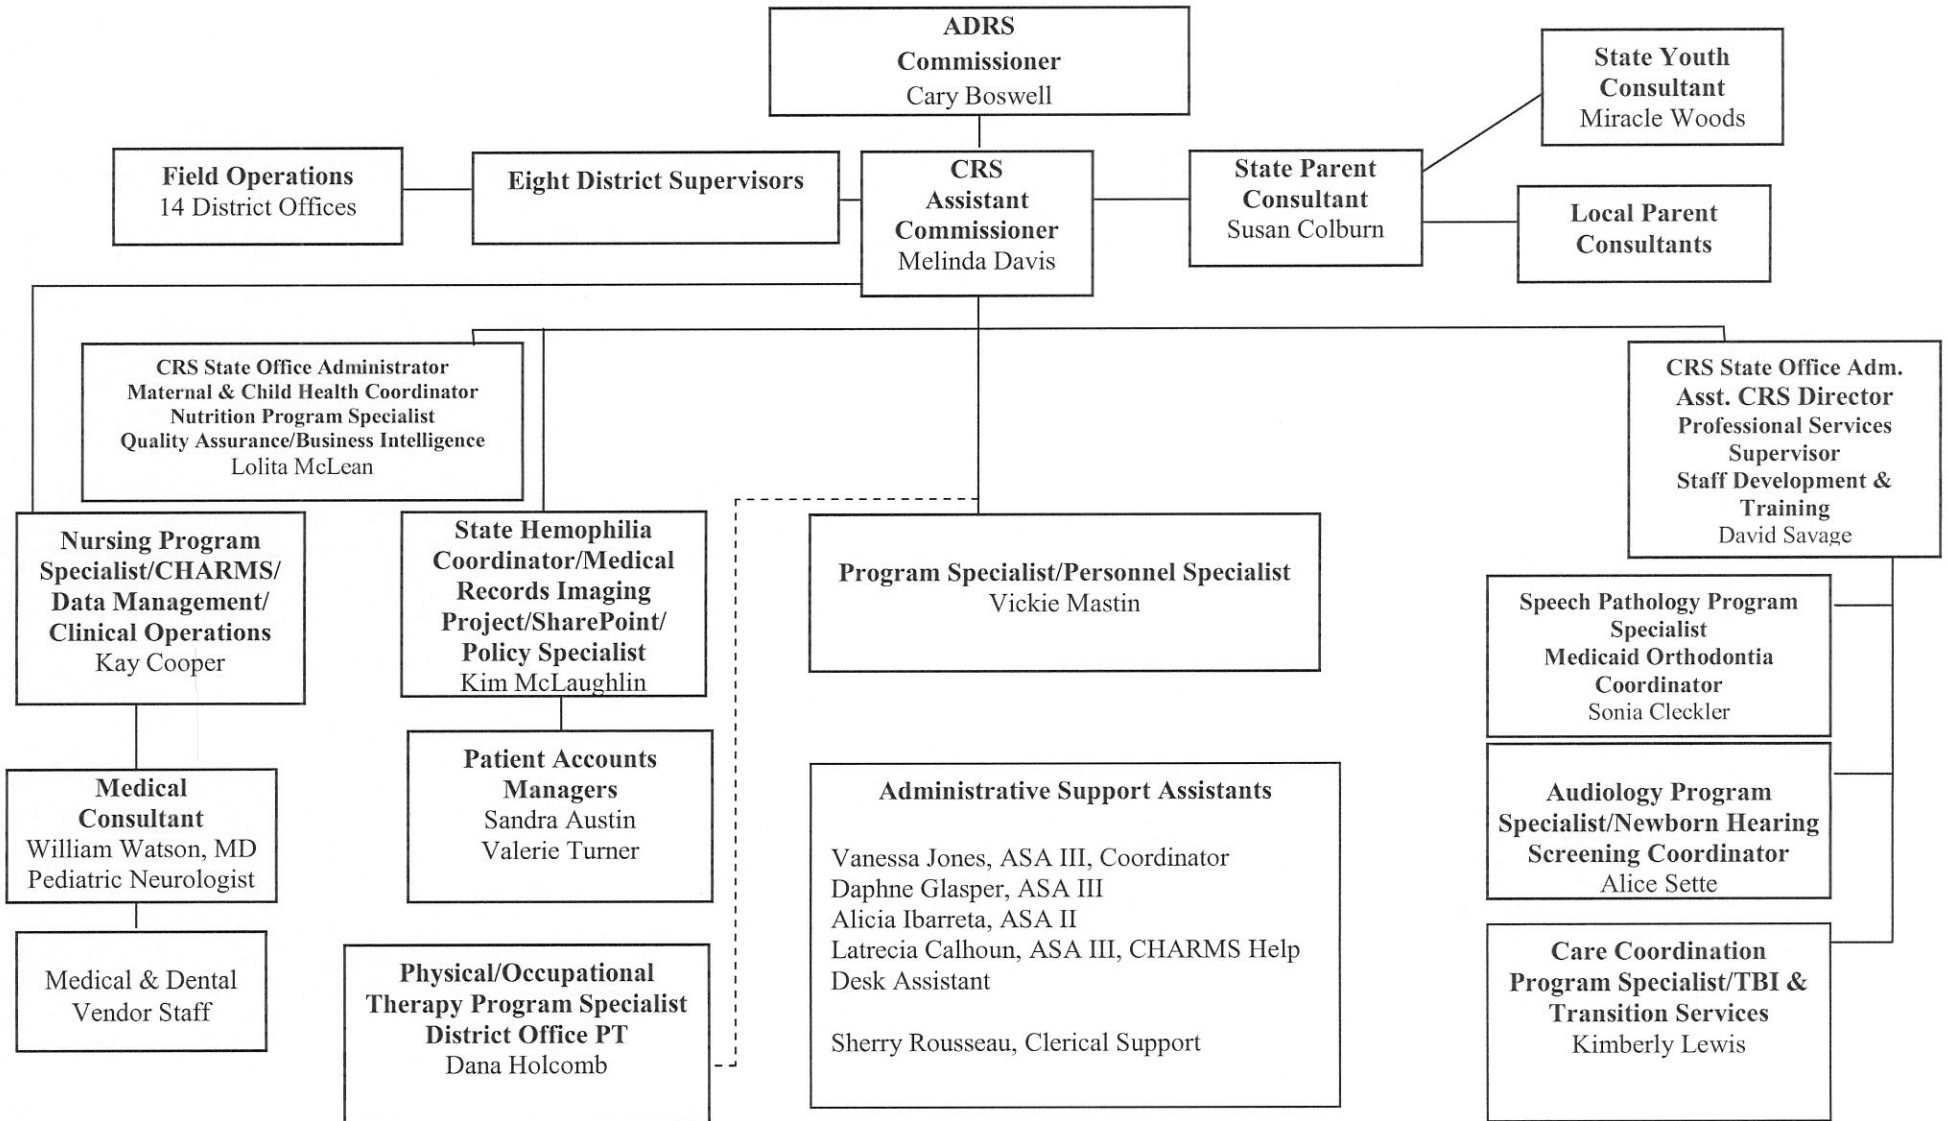 ADRS
Commissioner
Cary Boswell
State Youth
Consultant
Miracle Woods
Field Operations
14 District Offices
Eight District Supervisors
CRS
Assistant
Commissioner
Melinda Davis
State Parent
Consultant
Susan Colburn
Local Parent
Consultants
CRS State Office Administrator
Maternal & Child Health Coordinator
Nutrition Program Specialist
Quality Assurance/Business Intelligence
Lolita McLean
CRS State Office Adm.
Asst. CRS Director
Professional Services
Supervisor
Staff Development &
Training
David Savage
Nursing Program
Specialist/CHARMS/
Data Management/
Clinical Operations
Kay Cooper
State Hemophilia
Coordinator/Medical
Records Imaging
Project/SharePoint/
Policy Specialist
Kim McLaughlin
Program Specialist/Personnel Specialist
Vickie Mastin
Speech Pathology Program
Specialist
Medicaid Orthodontia
Coordinator
Sonia Cleckler
Medical
Consultant
William Watson, MD
Pediatric Neurologist
Patient Accounts
Managers
Sandra Austin
Valerie Turner
Administrative Support Assistants
Vanessa Jones, ASA III, Coordinator
Daphne Glasper, ASA III
Alicia Ibarreta, ASA II
Latrecia Calhoun, ASA III, CHARMS Help
Desk Assistant
Sherry Rousseau, Clerical Support
Audiology Program
Specialist/Newborn Hearing
Screening Coordinator
Alice Sette
Medical & Dental
Vendor Staff
Physical/Occupational
Therapy Program Specialist
District Office PT
Dana Holcomb
Care Coordination
Program Specialist/TBI &
Transition Services
Kimberly Lewis